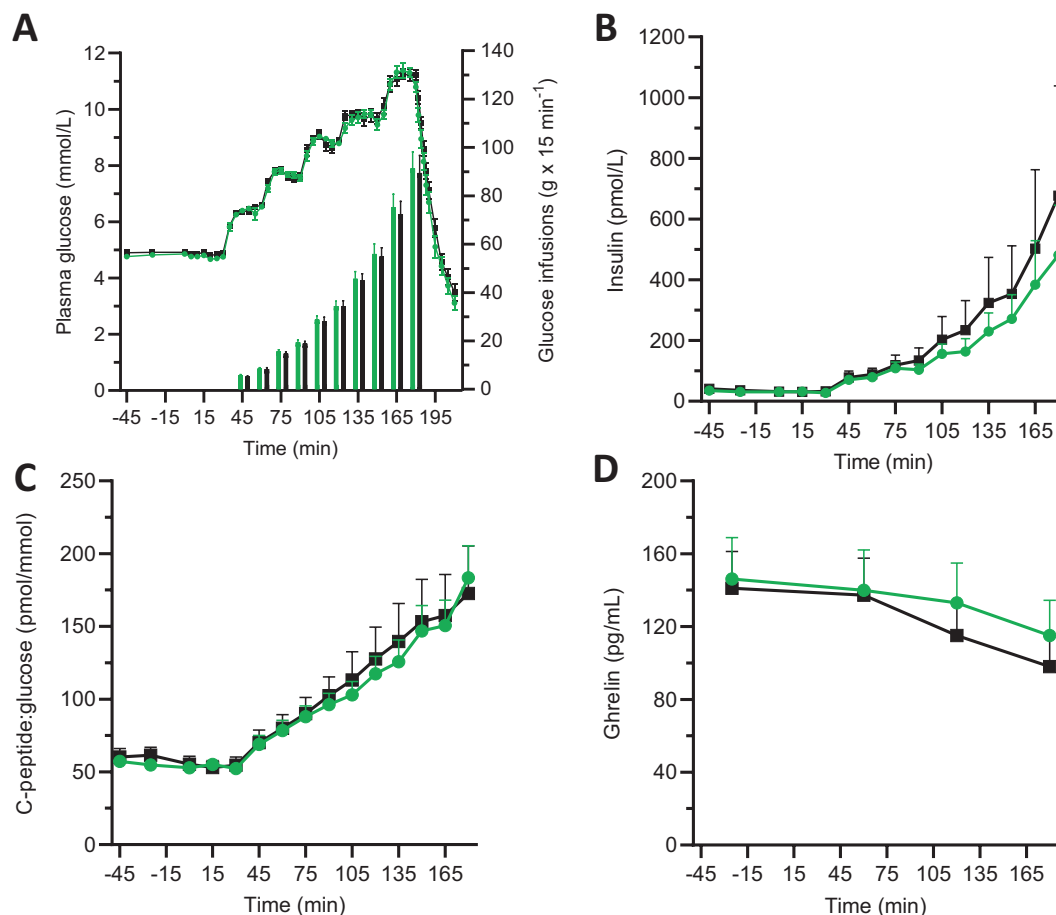 A
Plasma glucose (mmol/L)
12
10
8
6
4
2
0
140
120
100
80
60
40
20
0
Glucose infusions (g x 15 min-1)
-45 -15 15 45 75 105 135 165 195
Time (min)
B
Insulin (pmol/L)
1200
1000
800
600
400
200
0
-45 -15 15 45 75 105 135 165
Time (min)
C
C-peptide:glucose (pmol/mmol)
250
200
150
100
50
0
-45 -15 15 45 75 105 135 165
Time (min)
D
Ghrelin (pg/mL)
200
160
120
80
40
0
-45 -15 15 45 75 105 135 165
Time (min)